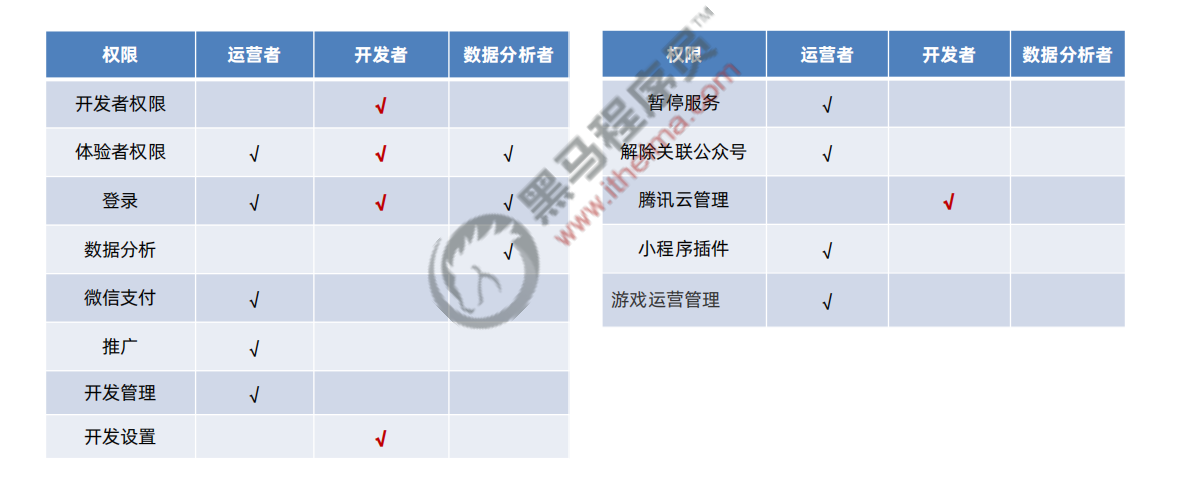 权限 运营者 开发者 数据分析者
开发者权限 √
体验者权限 √ √ √
登录 √ √ √
数据分析 √
微信支付 √
推广 √
开发管理 √
开发设置 √
权限 运营者 开发者 数据分析者
暂停服务 √
解除关联公众号 √
腾讯云管理 √
小程序插件 √
游戏运营管理 √
黑马程序员™
www.itheima.com